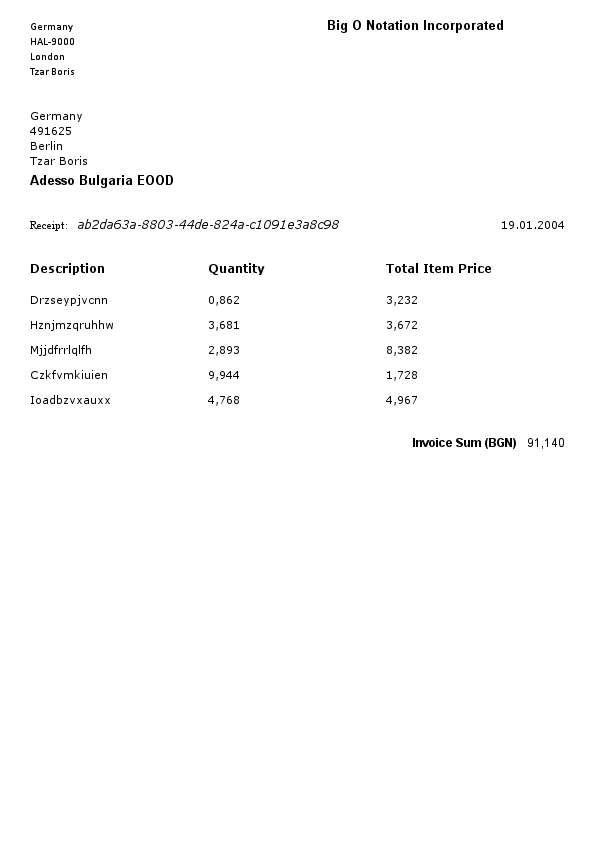 Germany
HAL-9000
London
Tzar Boris
Big O Notation Incorporated
Germany
491625
Berlin
Tzar Boris
Adesso Bulgaria EOOD
Receipt: ab2da63a-8803-44de-824a-c1091e3a8c98 19.01.2004
Description Quantity Total Item Price
Drzseypjvcnn 0,862 3,232
Hznjmzqruhhw 3,681 3,672
Mjjdfrrlqlfh 2,893 8,382
Czkfvmkiuien 9,944 1,728
Ioadbzvxauxx 4,768 4,967
Invoice Sum (BGN) 91,140